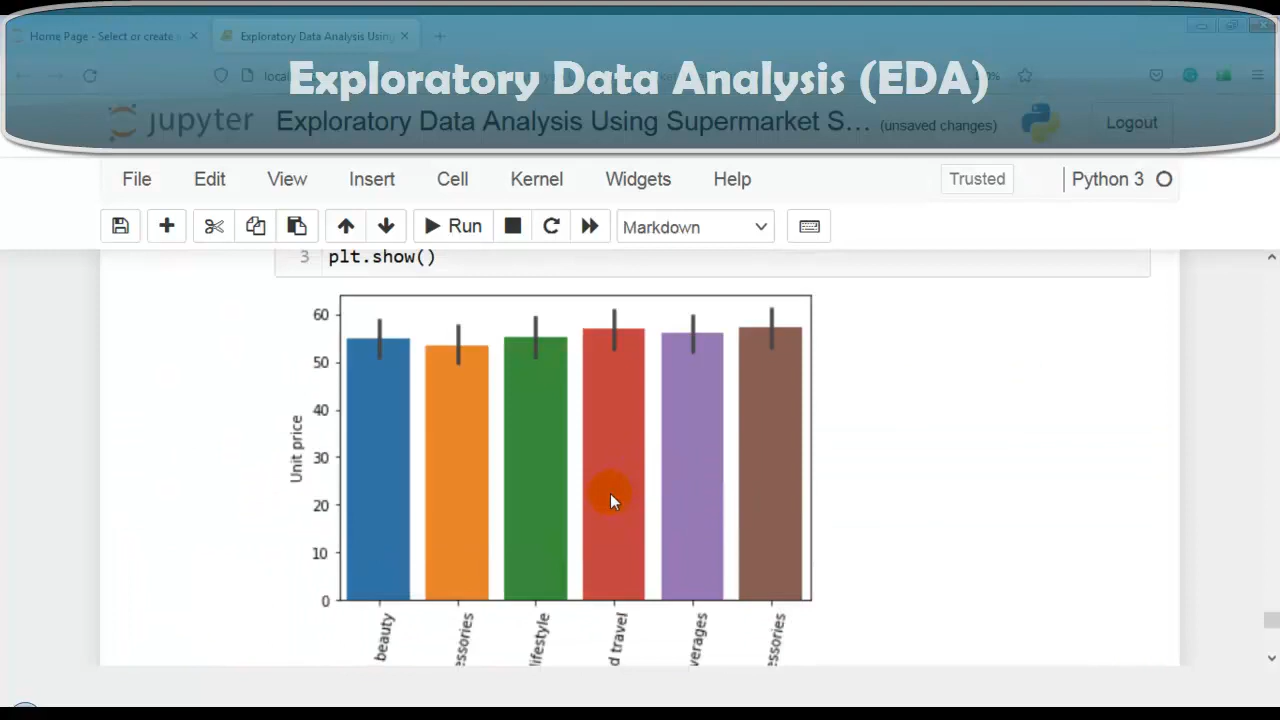 Home Page - Select or create
Exploratory Data Analysis Using
Exploratory Data Analysis (EDA)
jupyter Exploratory Data Analysis Using Supermarket S... (unsaved changes) Logout
File Edit View Insert Cell Kernel Widgets Help Trusted Python 3
Run Markdown
3 plt.show()
60
50
40
30
20
10
0
Unit price
beauty
essories
lifestyle
d travel
verages
essories